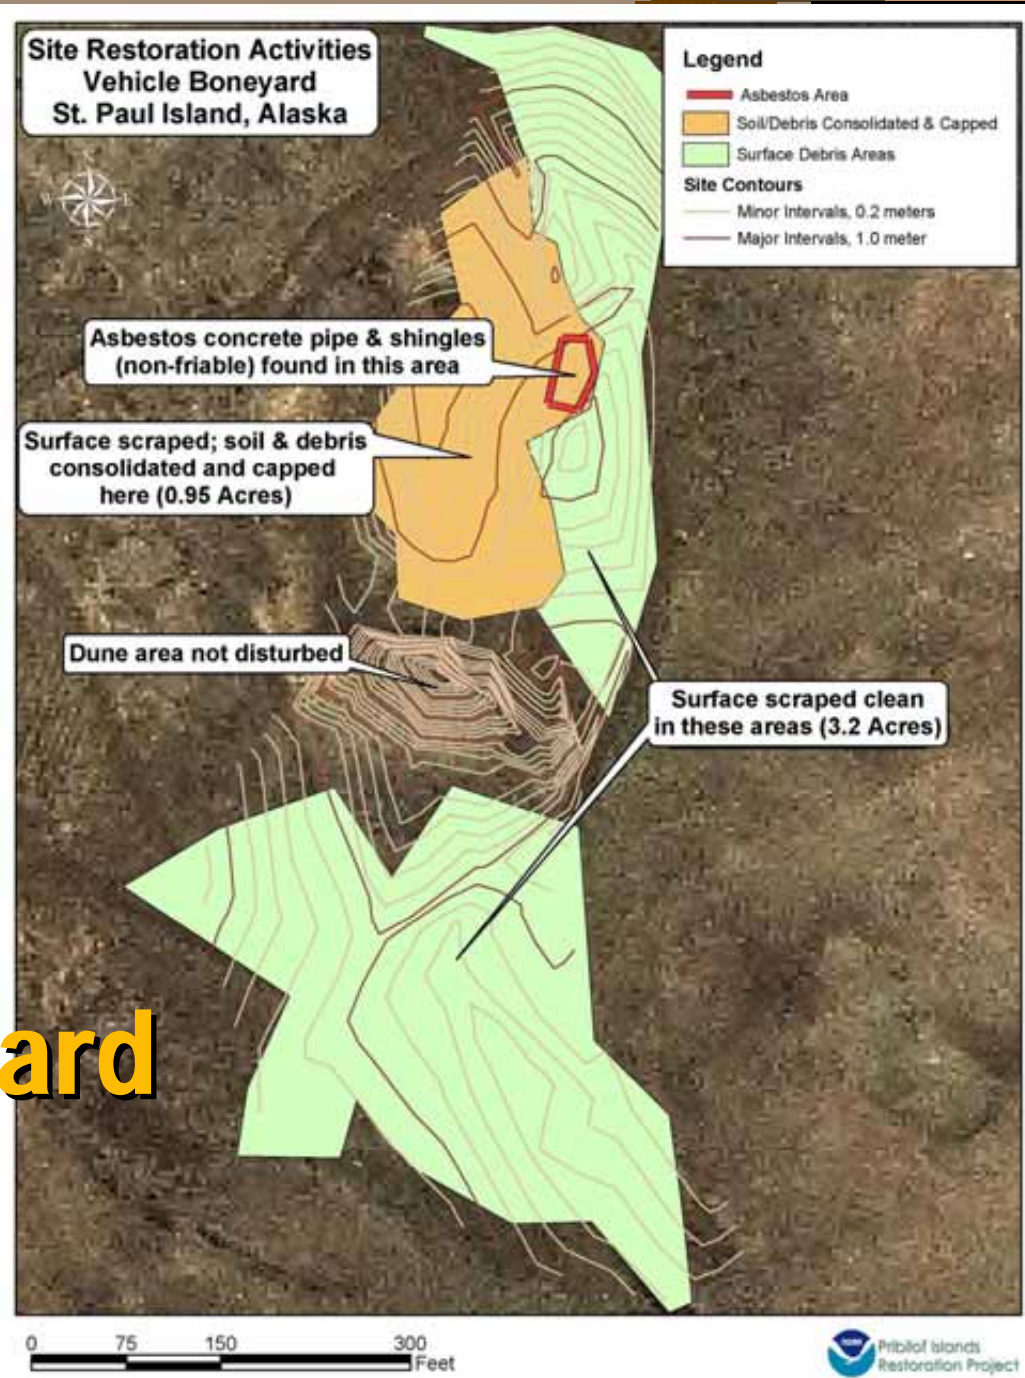 Site Restoration Activities
Vehicle Boneyard
St. Paul Island, Alaska
Legend
Asbestos Area
Soil/Debris Consolidated & Capped
Surface Debris Areas
Site Contours
Minor Intervals, 0.2 meters
Major Intervals, 1.0 meter
N
W E
S
Asbestos concrete pipe & shingles
(non-friable) found in this area
Surface scraped; soil & debris
consolidated and capped
here (0.95 Acres)
Dune area not disturbed
Surface scraped clean
in these areas (3.2 Acres)
ard
0 75 150 300
Feet
NOAA
Pribilof Islands
Restoration Project